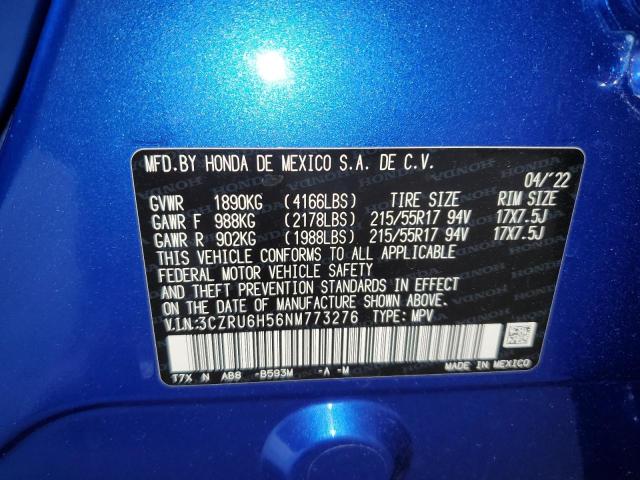 MFD.BY HONDA DE MEXICO S.A. DE C.V.
04/'22
GVWR 1890KG (4166LBS) TIRE SIZE RIM SIZE
GAWR F 988KG (2178LBS) 215/55R17 94V 17X7.5J
GAWR R 902KG (1988LBS) 215/55R17 94V 17X7.5J
THIS VEHICLE CONFORMS TO ALL APPLICABLE
FEDERAL MOTOR VEHICLE SAFETY
AND THEFT PREVENTION STANDARDS IN EFFECT
ON THE DATE OF MANUFACTURE SHOWN ABOVE.
V.I.N.:3CZRU6H56NM773276 TYPE: MPV
T7X N AB8 -B593M -A -M
MADE IN MEXICO